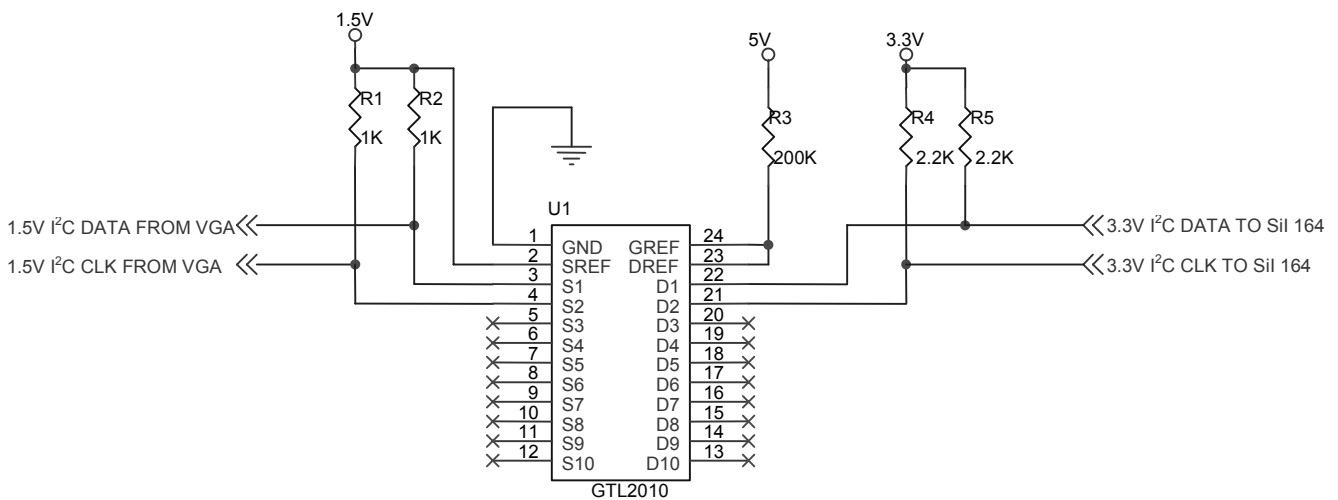 1.5V
5V
3.3V
R1
R2
R3
R4
R5
1K
1K
200K
2.2K
2.2K
U1
1.5V I²C DATA FROM VGA
3.3V I²C DATA TO SiI 164
1.5V I²C CLK FROM VGA
3.3V I²C CLK TO SiI 164
1 GND GREF 24
2 SREF DREF 23
3 S1 D1 22
4 S2 D2 21
5 S3 D3 20
6 S4 D4 19
7 S5 D5 18
8 S6 D6 17
9 S7 D7 16
10 S8 D8 15
11 S9 D9 14
12 S10 D10 13
GTL2010